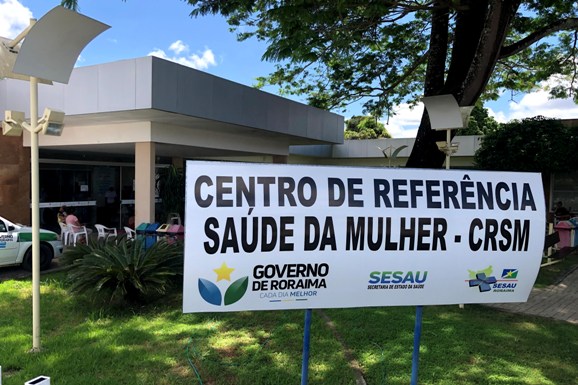 CENTRO DE REFERÊNCIA
SAÚDE DA MULHER - CRSM
GOVERNO
DE RORAIMA
CADA DIA MELHOR
SESAU
SECRETARIA DE ESTADO DA SAÚDE
SESAU
RORAIMA